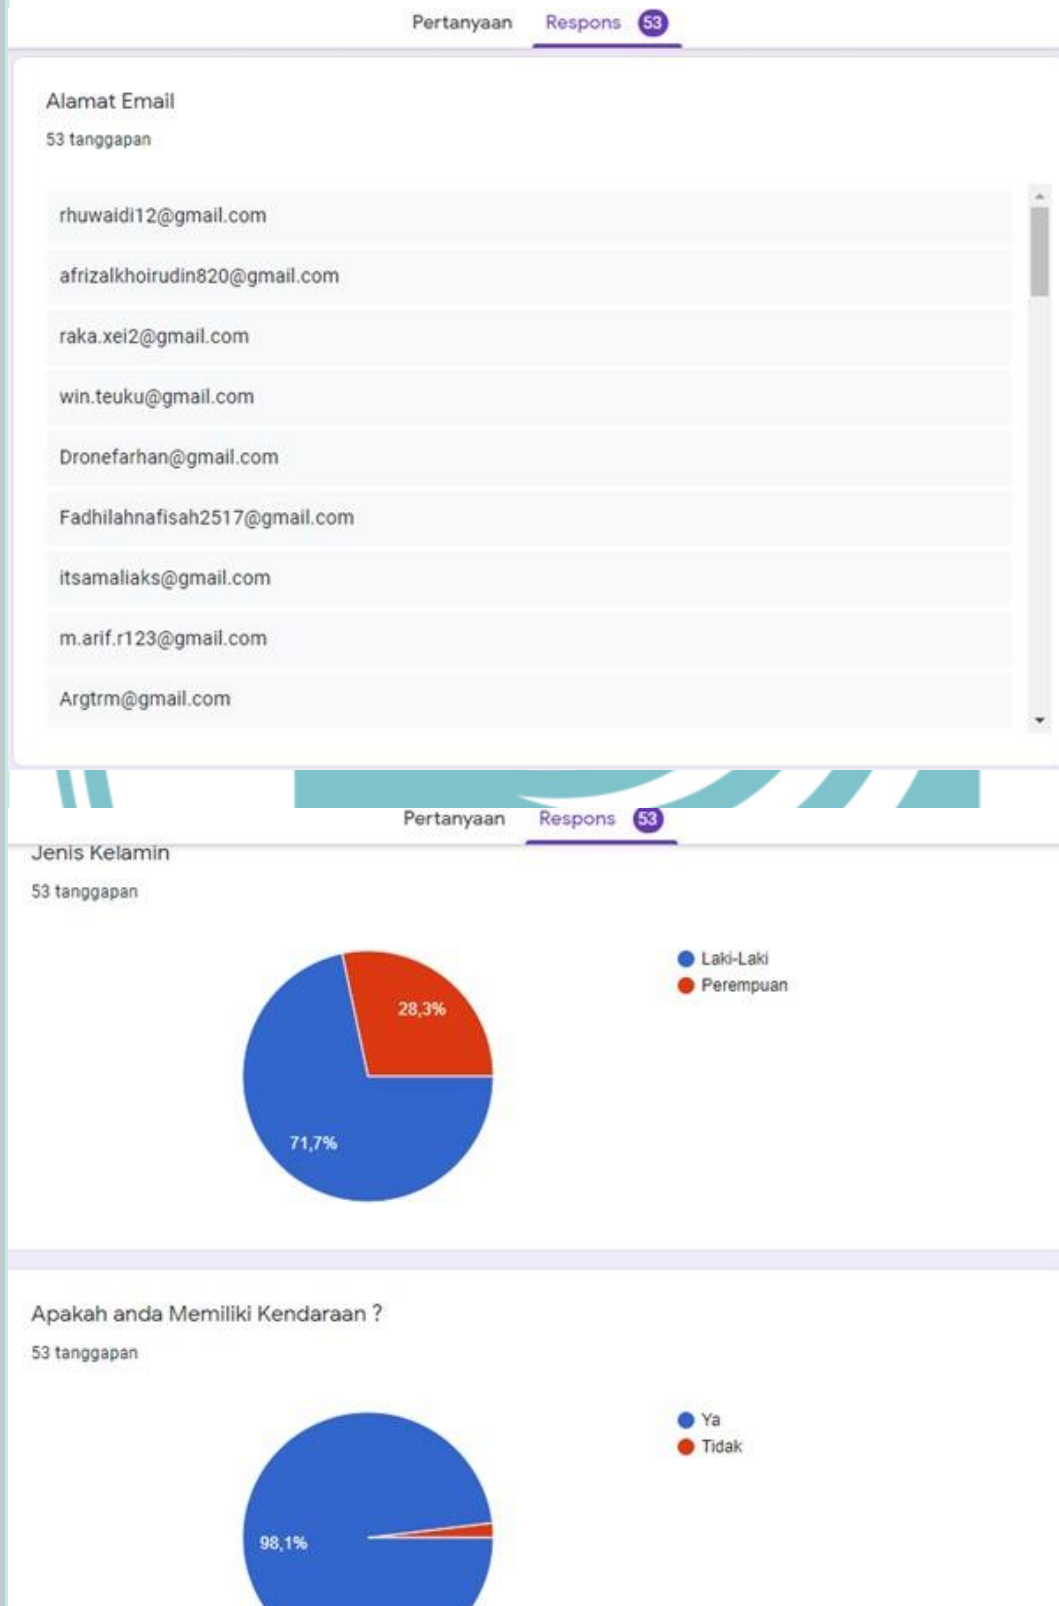 Pertanyaan Respons 53
Alamat Email
53 tanggapan
rhuwaidi12@gmail.com
afrizalkhoirudin820@gmail.com
raka.xei2@gmail.com
win.teuku@gmail.com
Dronefarhan@gmail.com
Fadhilahnafisah2517@gmail.com
itsamaliaks@gmail.com
m.arif.r123@gmail.com
Argtrm@gmail.com
Pertanyaan Respons 53
Jenis Kelamin
53 tanggapan
Laki-Laki
Perempuan
28,3%
71,7%
Apakah anda Memiliki Kendaraan ?
53 tanggapan
Ya
Tidak
98,1%